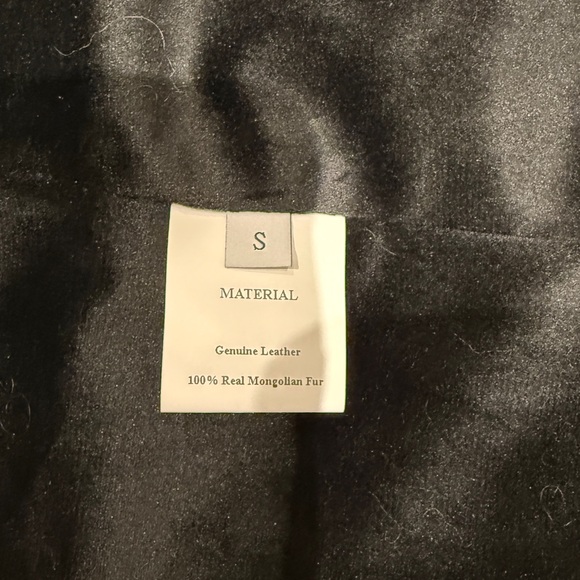 S
MATERIAL
Genuine Leather
100% Real Mongolian Fur